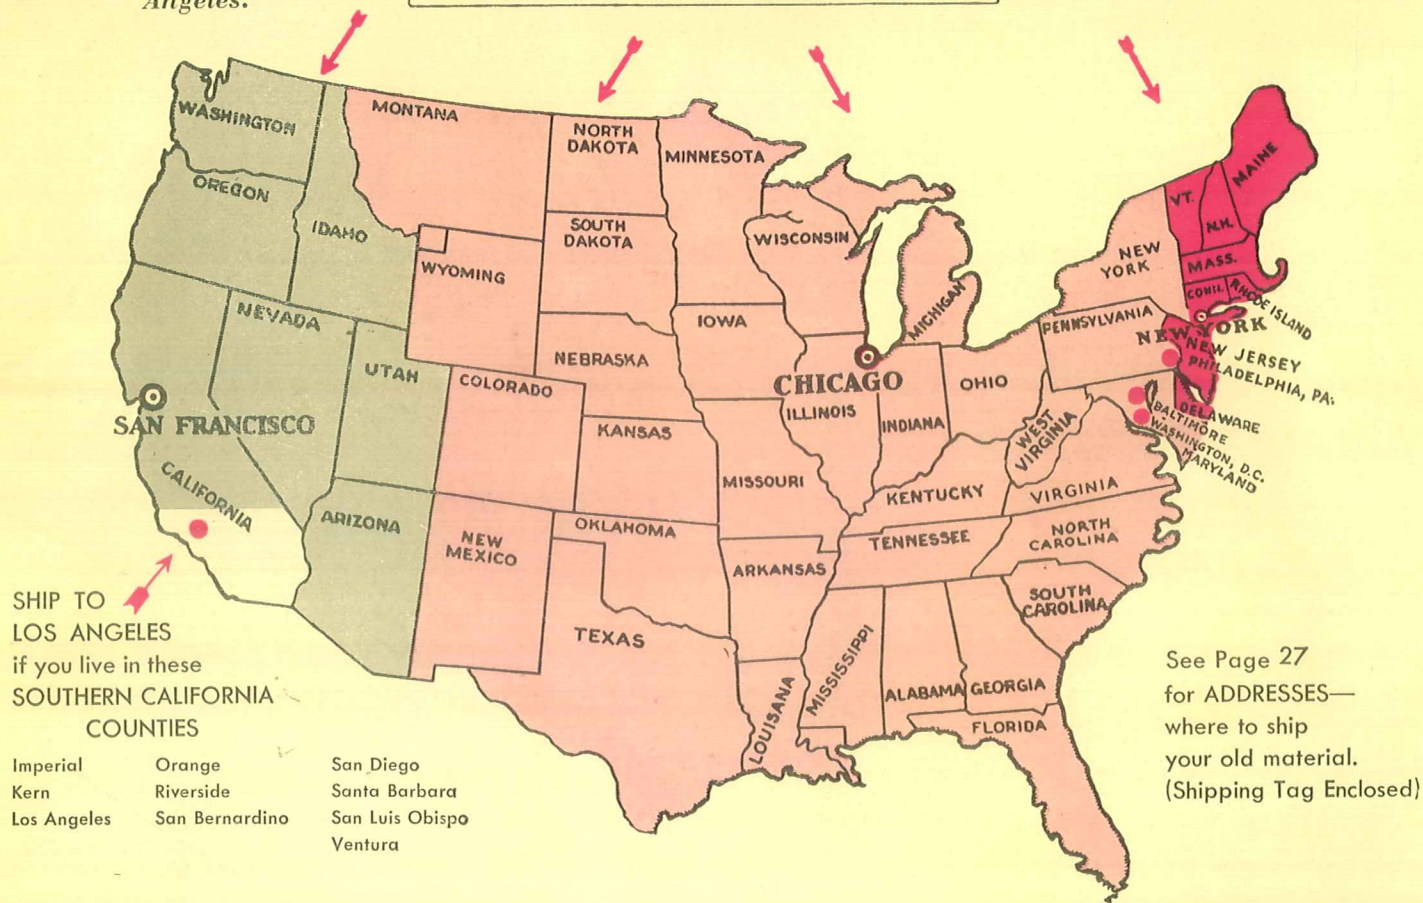 Angeles.
WASHINGTON
MONTANA
NORTH
DAKOTA
MINNESOTA
MAINE
VT.
N.H.
OREGON
IDAHO
SOUTH
DAKOTA
WISCONSIN
NEW
YORK
MASS.
WYOMING
CONN.
RHODE ISLAND
NEVADA
IOWA
MICHIGAN
PENNSYLVANIA
NEW YORK
NEW JERSEY
PHILADELPHIA, PA.
UTAH
COLORADO
NEBRASKA
CHICAGO
ILLINOIS
INDIANA
OHIO
WEST
VIRGINIA
DELAWARE
BALTIMORE
WASHINGTON, D.C.
MARYLAND
SAN FRANCISCO
KANSAS
MISSOURI
KENTUCKY
VIRGINIA
CALIFORNIA
ARIZONA
NEW
MEXICO
OKLAHOMA
TENNESSEE
NORTH
CAROLINA
ARKANSAS
SOUTH
CAROLINA
TEXAS
LOUISANA
MISSISSIPPI
ALABAMA
GEORGIA
FLORIDA
SHIP TO
LOS ANGELES
if you live in these
SOUTHERN CALIFORNIA
COUNTIES
Imperial
Kern
Los Angeles
Orange
Riverside
San Bernardino
San Diego
Santa Barbara
San Luis Obispo
Ventura
See Page 27
for ADDRESSES—
where to ship
your old material.
(Shipping Tag Enclosed)